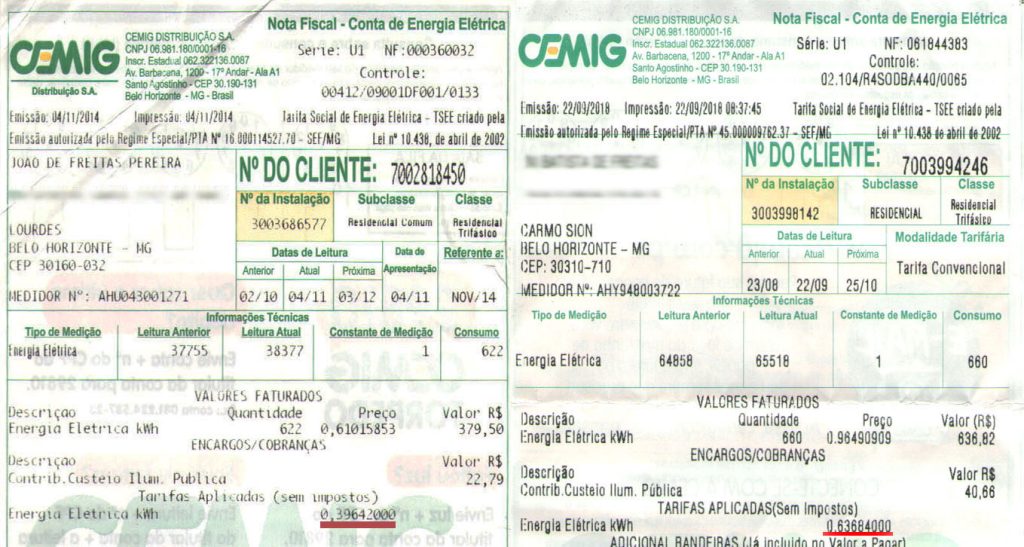 CEMIG
Distribuição S.A.
CEMIG DISTRIBUIÇÃO S.A.
CNPJ 06.981.180/0001-16
Inscr. Estadual 062.322136.0087
Av. Barbacena, 1200 - 17º Andar - Ala A1
Santo Agostinho - CEP 30.190-131
Belo Horizonte - MG - Brasil
Nota Fiscal - Conta de Energia Elétrica
Série: U1 NF:000360032
Controle:
00412/09001DF001/0133
Emissão: 04/11/2014 Impressão: 04/11/2014 Tarifa Social de Energia Elétrica - TSEE criado pela
Emissão autorizada pelo Regime Especial/PTA Nº 16.000114527.70 - SEF/MG. Lei nº 10.438, de abril de 2002
JOAO DE FREITAS PEREIRA
Nº DO CLIENTE: 7002818450
Nº da Instalação Subclasse Classe
3003686577 Residencial Comum Residencial Trifásico
LOURDES
BELO HORIZONTE - MG
CEP 30160-032
MEDIDOR Nº: AHU043001271
Datas de Leitura Data de Apresentação Referente a:
Anterior Atual Próxima
02/10 04/11 03/12 04/11 NOV/14
Informações Técnicas
Tipo de Medição Leitura Anterior Leitura Atual Constante de Medição Consumo
Energia Elétrica 37755 38377 1 622
VALORES FATURADOS
Descriçao Quantidade Preço Valor R$
Energia Eletrica kWh 622 ,61015853 379,50
ENCARGOS/COBRANÇAS
Descriçao Valor R$
Contrib.Custeio Ilum. Publica 22,79
Tarifas Aplicadas (sem impostos)
Energia Eletrica kWh 0,39642000
CEMIG
CEMIG DISTRIBUIÇÃO S.A.
CNPJ 06.981.180/0001-16
Inscr. Estadual 062.322136.0087
Av. Barbacena, 1200 - 17º Andar - Ala A1
Santo Agostinho - CEP 30.190-131
Belo Horizonte - MG - Brasil
Nota Fiscal - Conta de Energia Elétrica
Série: U1 NF: 061844383
Controle:
02.104/R4SODBA440/0065
Emissão: 22/09/2018 Impressão: 22/09/2018 08:37:45 Tarifa Social de Energia Elétrica - TSEE criado pela
Emissão autorizada pelo Regime Especial/PTA Nº 45.000009762.37 - SEF/MG Lei nº 10.438 de abril de 2002.
Nº DO CLIENTE: 7003994246
Nº da Instalação Subclasse Classe
3003998142 RESIDENCIAL Residencial Trifásico
CARMO SION
BELO HORIZONTE - MG
CEP: 30310-710
MEDIDOR Nº: AHY948003722
Datas de Leitura Modalidade Tarifária
Anterior Atual Próxima Tarifa Convencional
23/08 22/09 25/10
Informações Técnicas
Tipo de Medição Leitura Anterior Leitura Atual Constante de Medição Consumo
Energia Elétrica 64858 65518 1 660
VALORES FATURADOS
Descrição Quantidade Preço Valor (R$)
Energia Elétrica kWh 660 0.96490909 636,82
ENCARGOS/COBRANÇAS
Descrição Valor R$
Contrib.Custeio Ilum. Pública 40,66
TARIFAS APLICADAS(Sem Impostos)
Energia Elétrica kWh 0,63684000
ADICIONAL BANDEIRAS (Já incluido no Valor a Pagar)